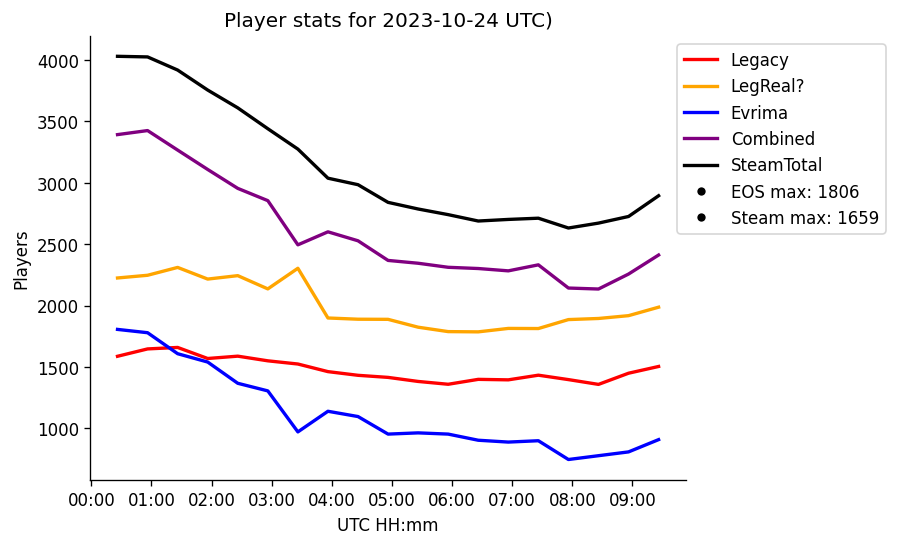 Player stats for 2023-10-24 UTC)
Legacy
LegReal?
Evrima
Combined
SteamTotal
EOS max: 1806
Steam max: 1659
Players
4000
3500
3000
2500
2000
1500
1000
00:00 01:00 02:00 03:00 04:00 05:00 06:00 07:00 08:00 09:00
UTC HH:mm